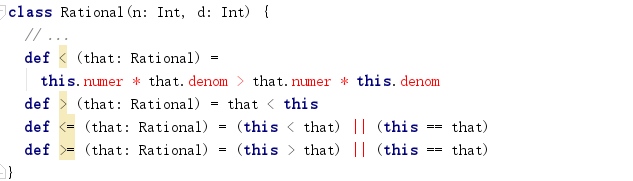 class Rational(n: Int, d: Int) {
  // ...
  def < (that: Rational) =
    this.numer * that.denom > that.numer * this.denom
  def > (that: Rational) = that < this
  def <= (that: Rational) = (this < that) || (this == that)
  def >= (that: Rational) = (this > that) || (this == that)
}